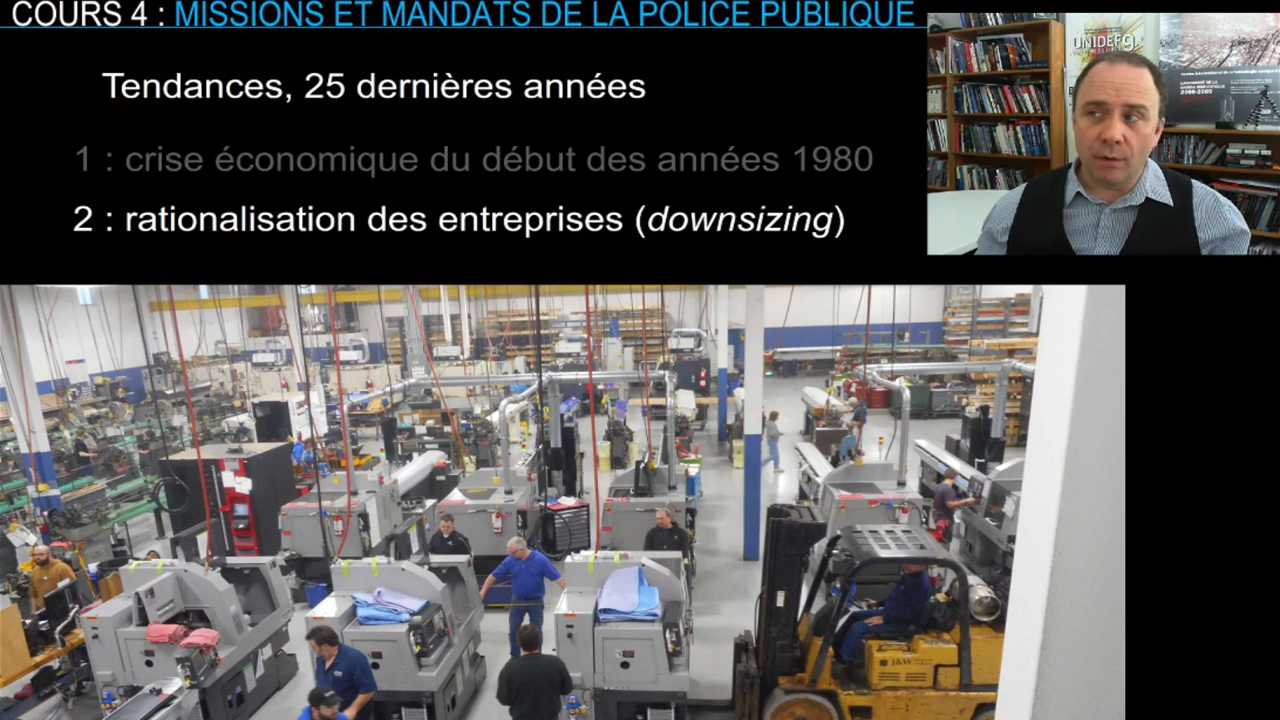 COURS 4 : MISSIONS ET MANDATS DE LA POLICE PUBLIQUE
Tendances, 25 dernières années
1 : crise économique du début des années 1980
2 : rationalisation des entreprises (downsizing)
J&W